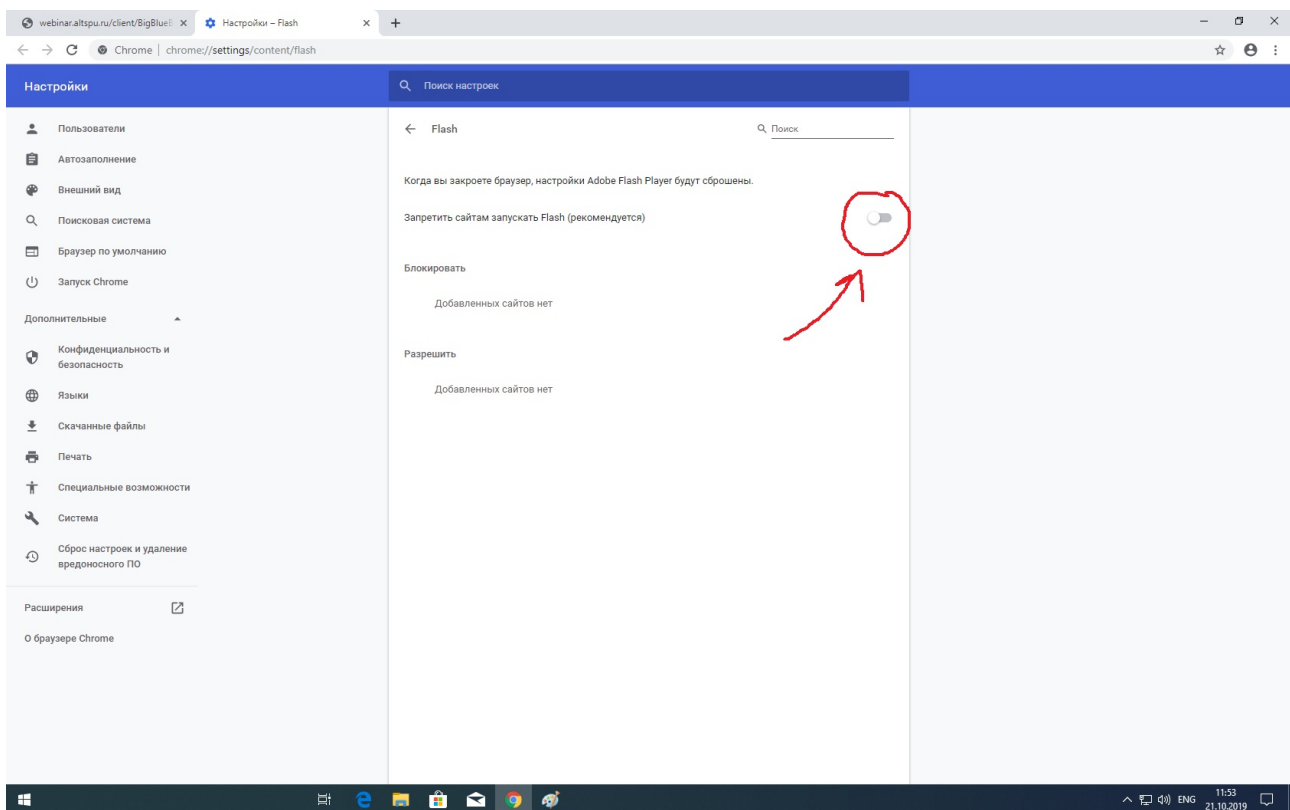 webinar.altspu.ru/client/BigBlueB
Настройки – Flash
Chrome | chrome://settings/content/flash
Настройки
Поиск настроек
Пользователи
Автозаполнение
Внешний вид
Поисковая система
Браузер по умолчанию
Запуск Chrome
Дополнительные
Конфиденциальность и
безопасность
Языки
Скачанные файлы
Печать
Специальные возможности
Система
Сброс настроек и удаление
вредоносного ПО
Расширения
О браузере Chrome
Flash
Поиск
Когда вы закроете браузер, настройки Adobe Flash Player будут сброшены.
Запретить сайтам запускать Flash (рекомендуется)
Блокировать
Добавленных сайтов нет
Разрешить
Добавленных сайтов нет
ENG
11:53
21.10.2019